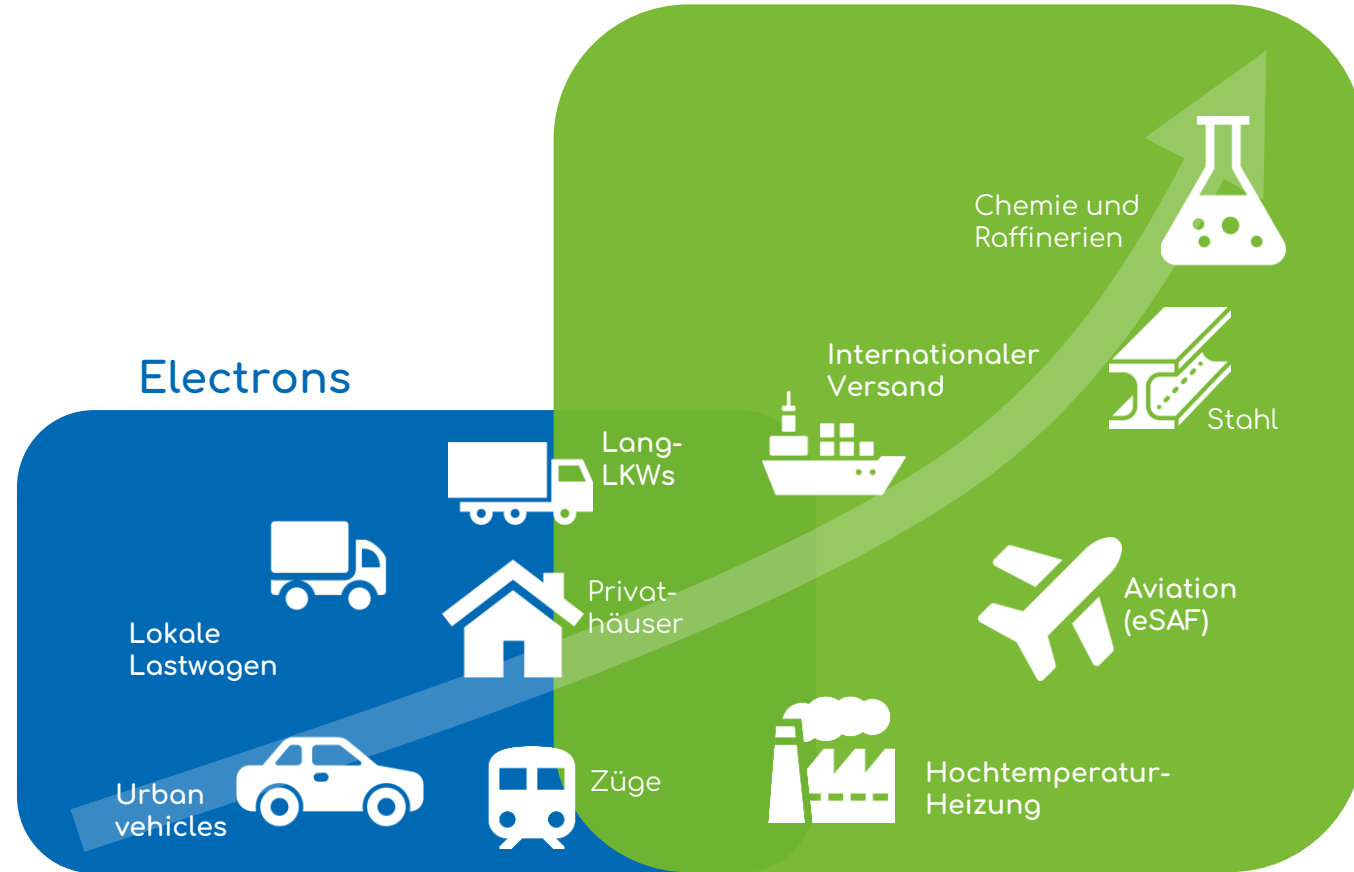 Chemie und
Raffinerien
Internationaler
Versand
Electrons
Stahl
Lang-
LKWs
Privat-
häuser
Aviation
(eSAF)
Lokale
Lastwagen
Hochtemperatur-
Heizung
Züge
Urban
vehicles